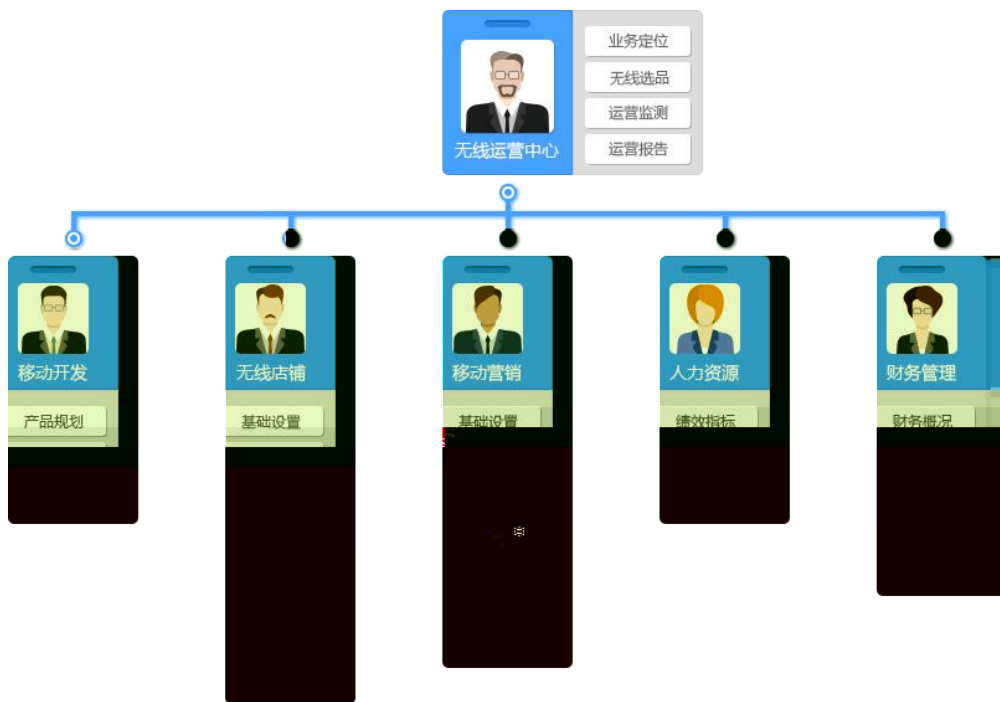 业务定位
无线选品
运营监测
运营报告
无线运营中心
移动开发
无线店铺
移动营销
人力资源
财务管理
产品规划
基础设置
基础设置
绩效指标
财务概况